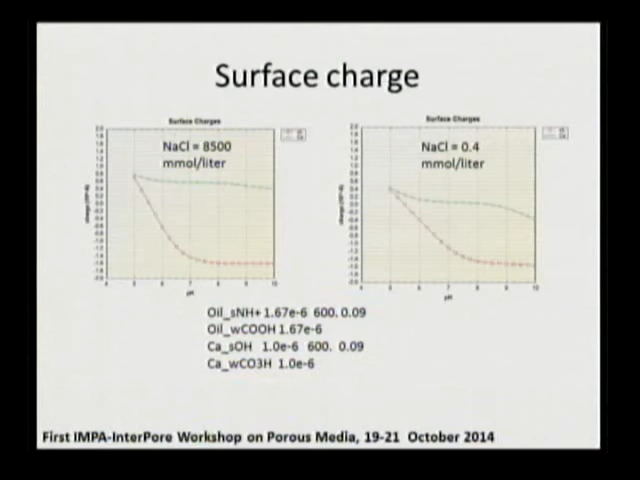 Surface charge
Surface Charges
NaCl = 8500
mmol/liter
pH
Surface Charges
NaCl = 0.4
mmol/liter
pH
Oil_sNH+ 1.67e-6 600. 0.09
Oil_wCOOH 1.67e-6
Ca_sOH 1.0e-6 600. 0.09
Ca_wCO3H 1.0e-6
First IMPA-InterPore Workshop on Porous Media, 19-21 October 2014